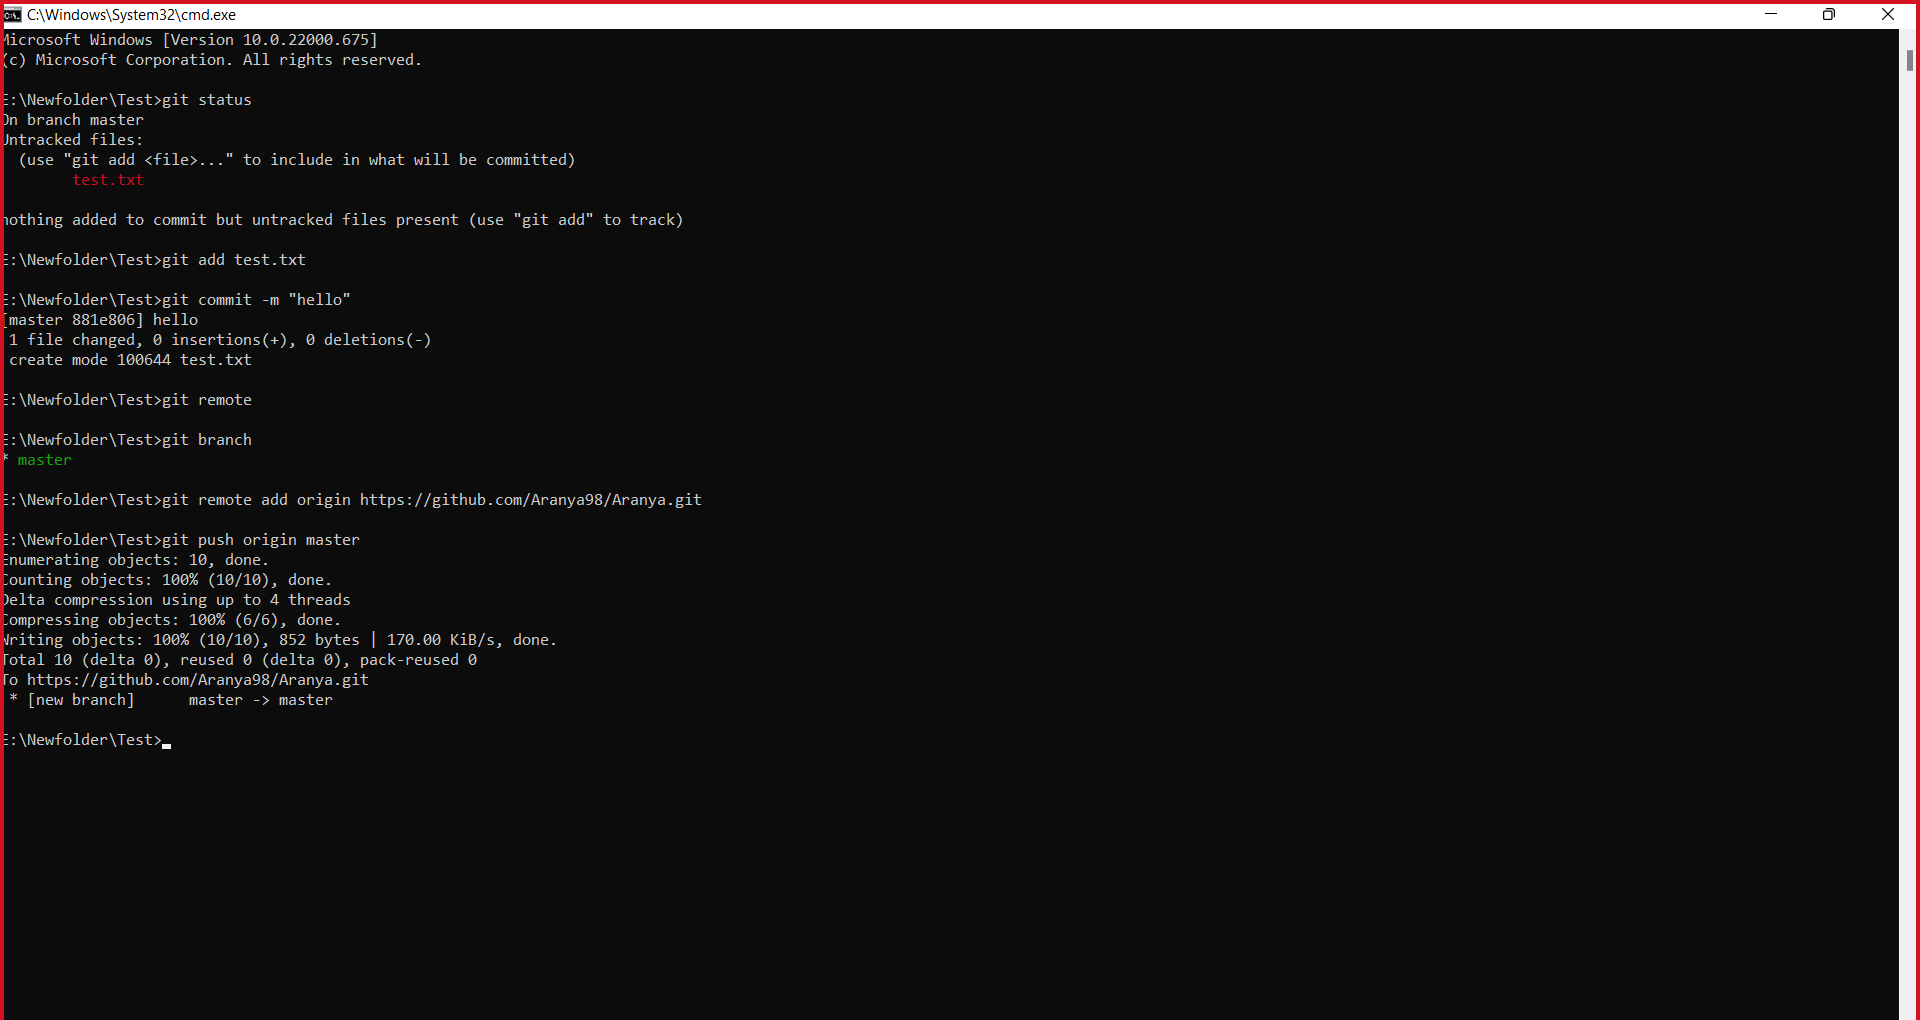 C:\Windows\System32\cmd.exe
Microsoft Windows [Version 10.0.22000.675]
(c) Microsoft Corporation. All rights reserved.
E:\Newfolder\Test>git status
On branch master
Untracked files:
  (use "git add <file>..." to include in what will be committed)
        test.txt
nothing added to commit but untracked files present (use "git add" to track)
E:\Newfolder\Test>git add test.txt
E:\Newfolder\Test>git commit -m "hello"
[master 881e806] hello
 1 file changed, 0 insertions(+), 0 deletions(-)
 create mode 100644 test.txt
E:\Newfolder\Test>git remote
E:\Newfolder\Test>git branch
* master
E:\Newfolder\Test>git remote add origin https://github.com/Aranya98/Aranya.git
E:\Newfolder\Test>git push origin master
Enumerating objects: 10, done.
Counting objects: 100% (10/10), done.
Delta compression using up to 4 threads
Compressing objects: 100% (6/6), done.
Writing objects: 100% (10/10), 852 bytes | 170.00 KiB/s, done.
Total 10 (delta 0), reused 0 (delta 0), pack-reused 0
To https://github.com/Aranya98/Aranya.git
 * [new branch]      master -> master
E:\Newfolder\Test>